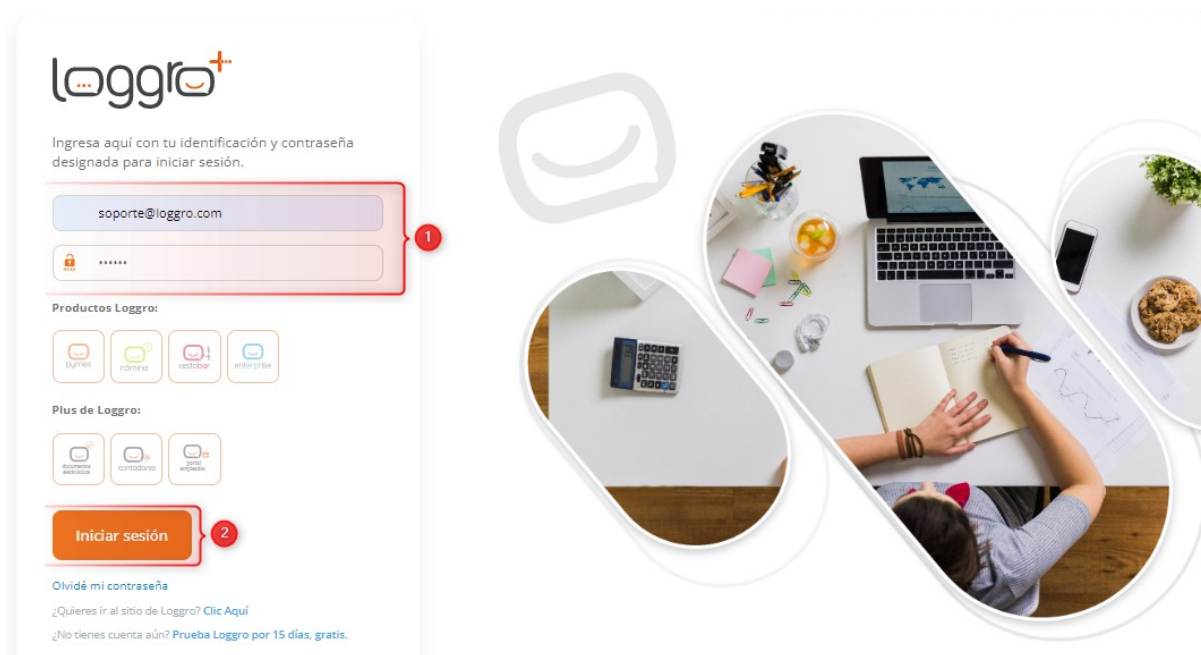 loggro
Ingresa aquí con tu identificación y contraseña
designada para iniciar sesión.
soporte@loggro.com
1
Productos Loggro:
pymes
nómina
restobar
enterprise
Plus de Loggro:
documentos
electrónicos
contadores
portal
empleados
Iniciar sesión
2
Olvidé mi contraseña
¿Quieres ir al sitio de Loggro? Clic Aquí
¿No tienes cuenta aún? Prueba Loggro por 15 días, gratis.